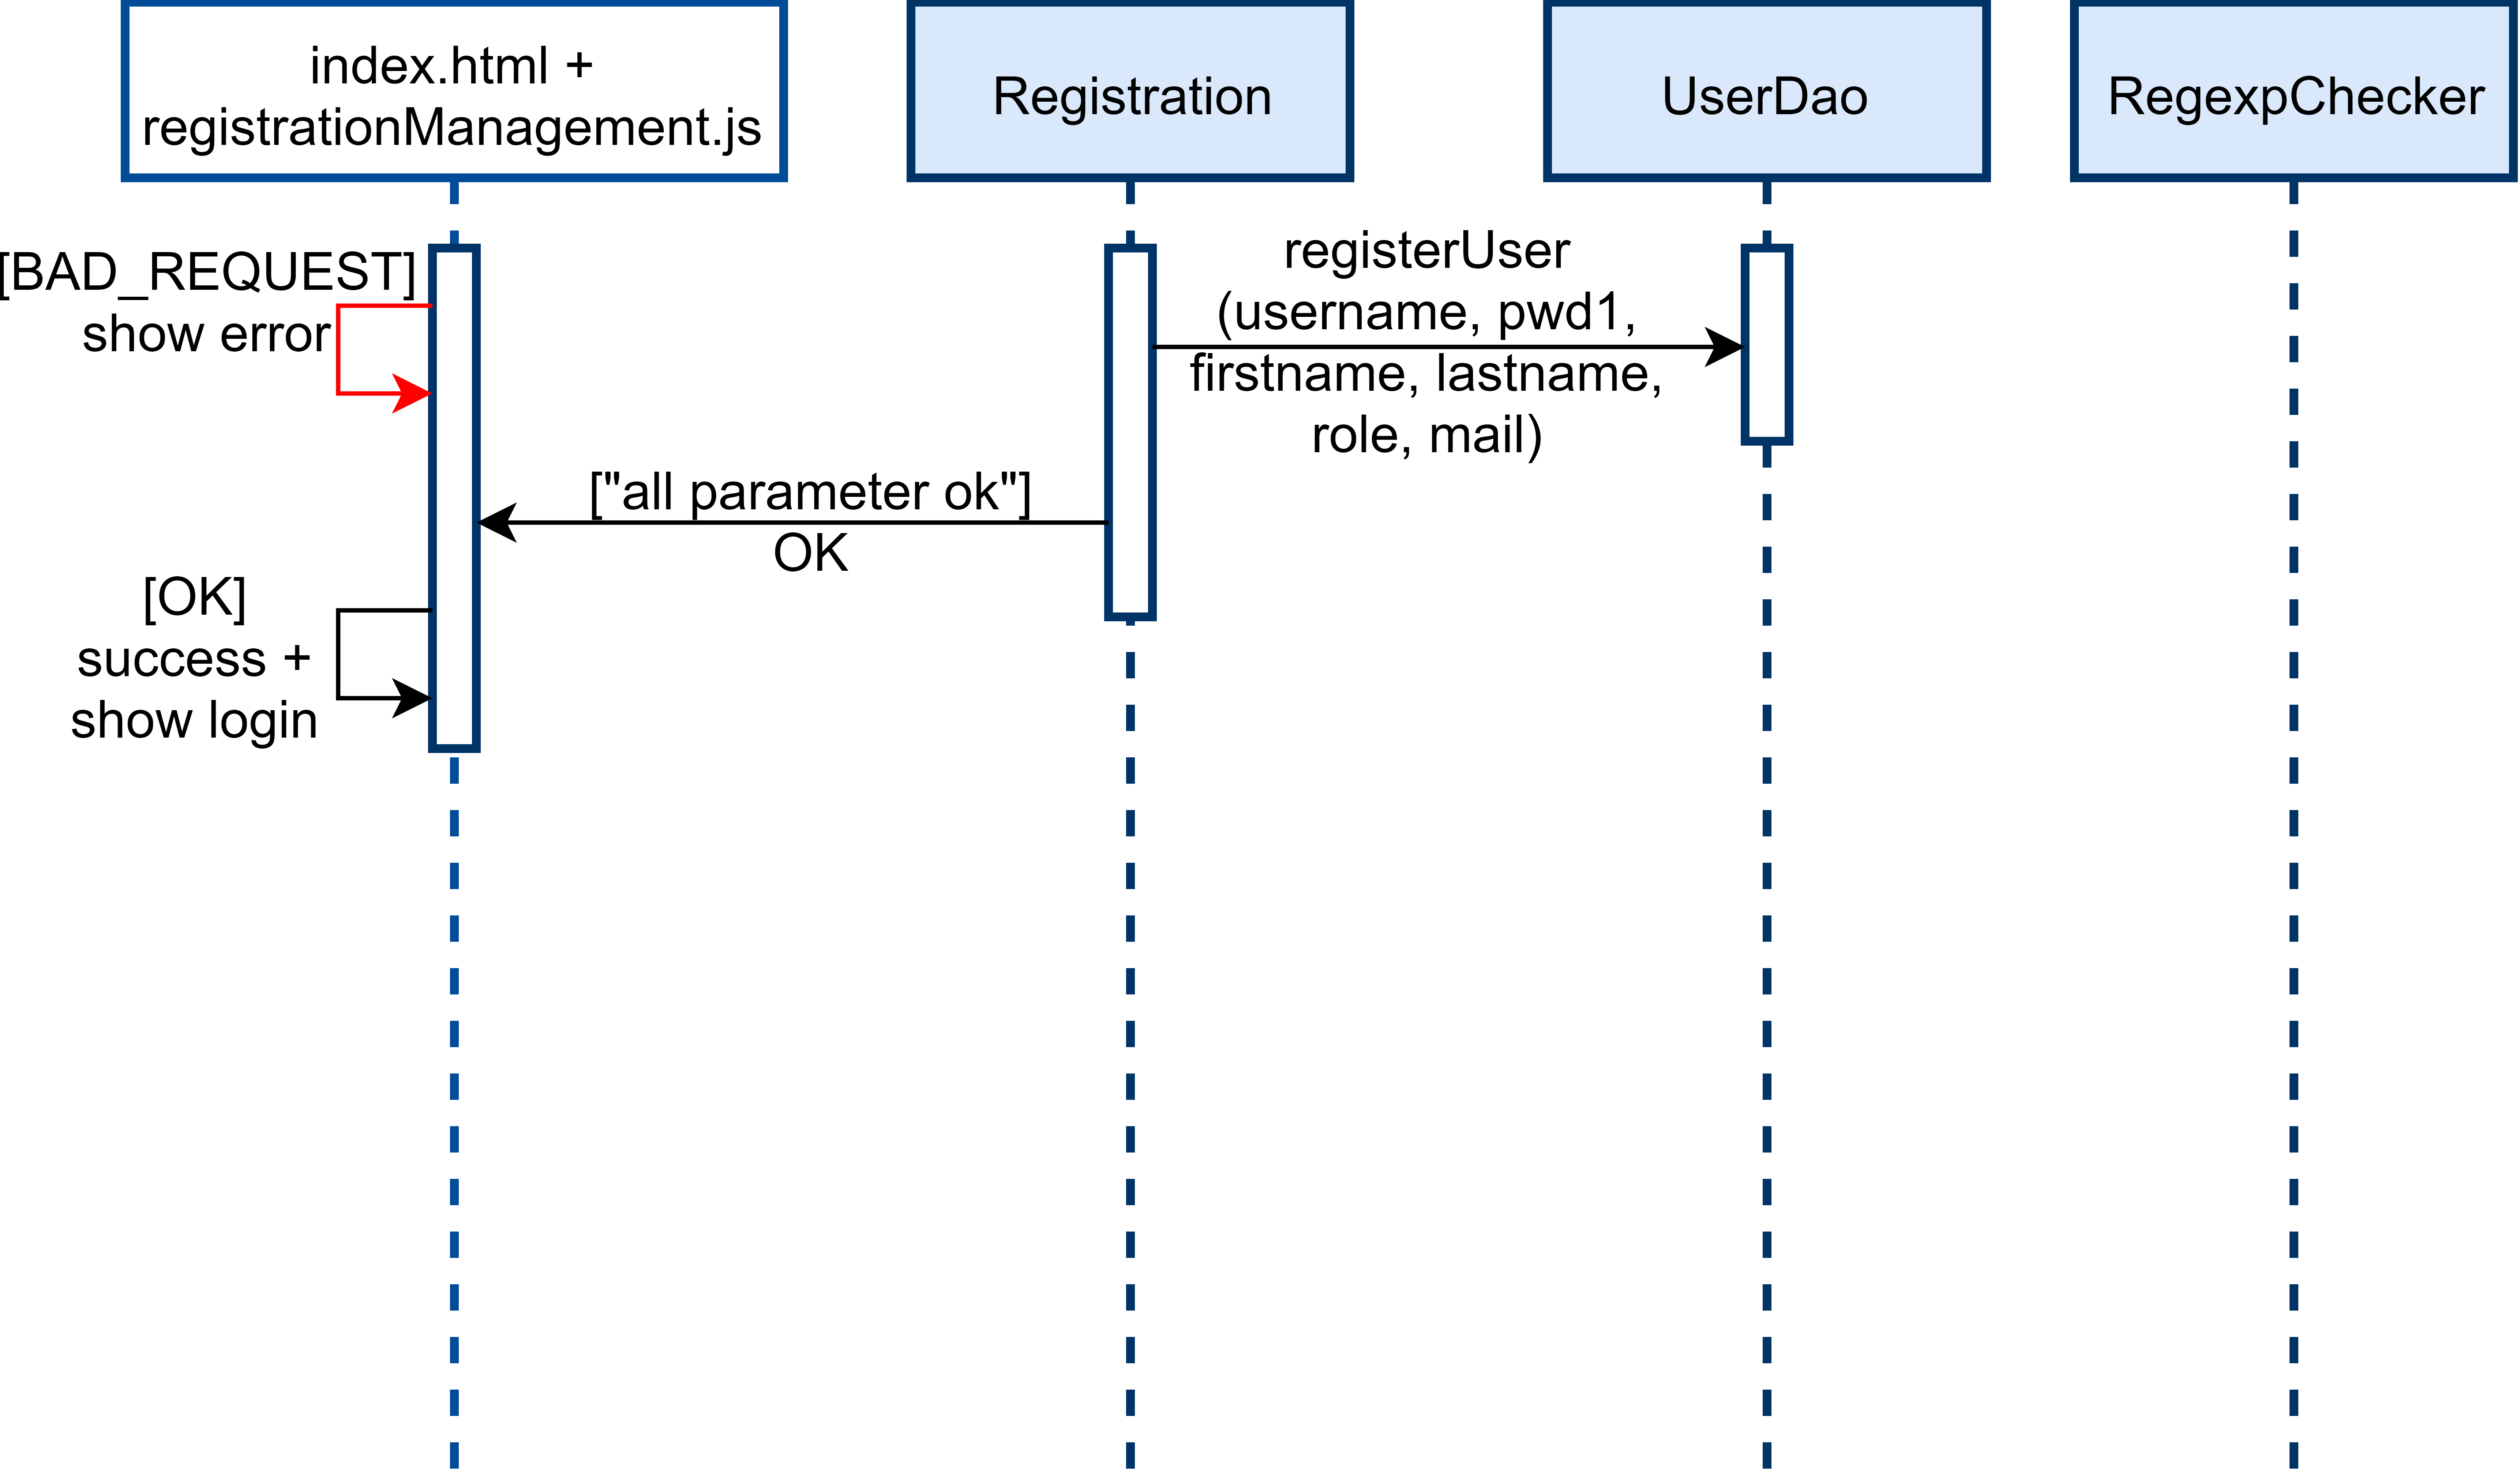 index.html +
registrationManagement.js
Registration
UserDao
RegexpChecker
[BAD_REQUEST]
show error
registerUser
(username, pwd1,
firstname, lastname,
role, mail)
["all parameter ok"]
OK
[OK]
success +
show login